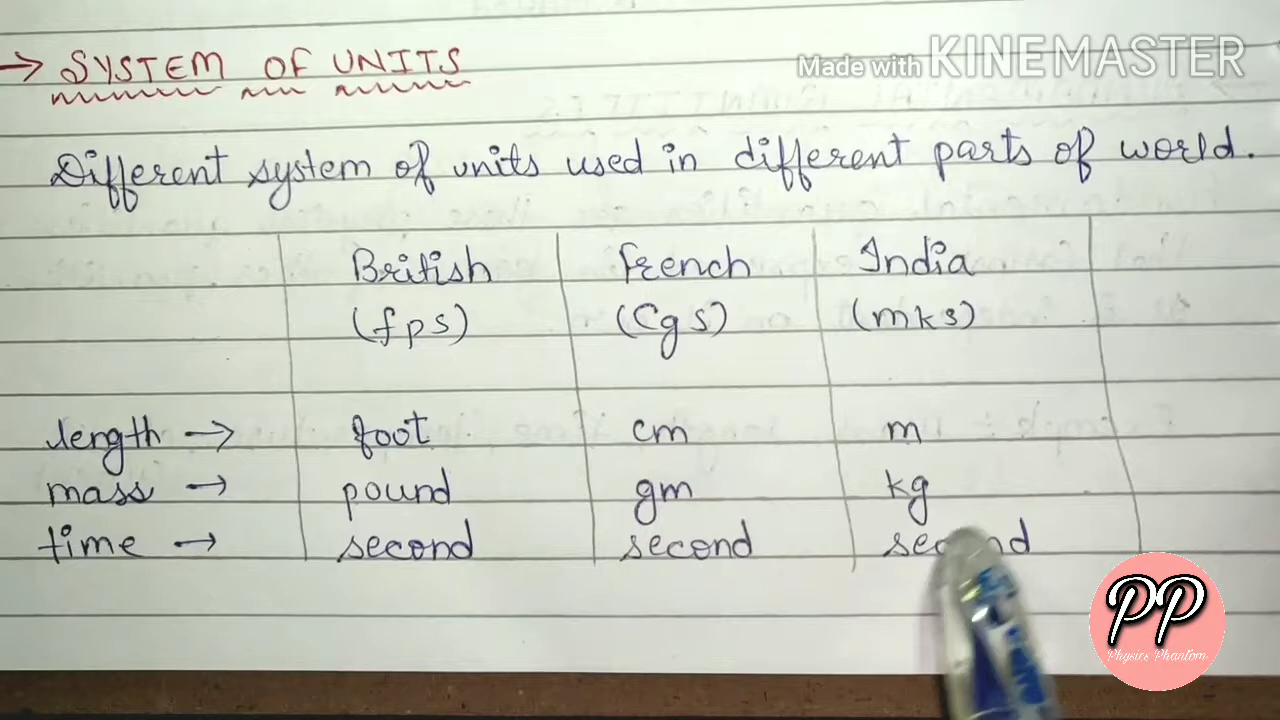 → SYSTEM OF UNITS
Made with KINEMASTER
Different system of units used in different parts of world.
British French India
(fps) (Cgs) (mks)
length → foot cm m
mass → pound gm kg
time → second second second
PP
Physics Phantom